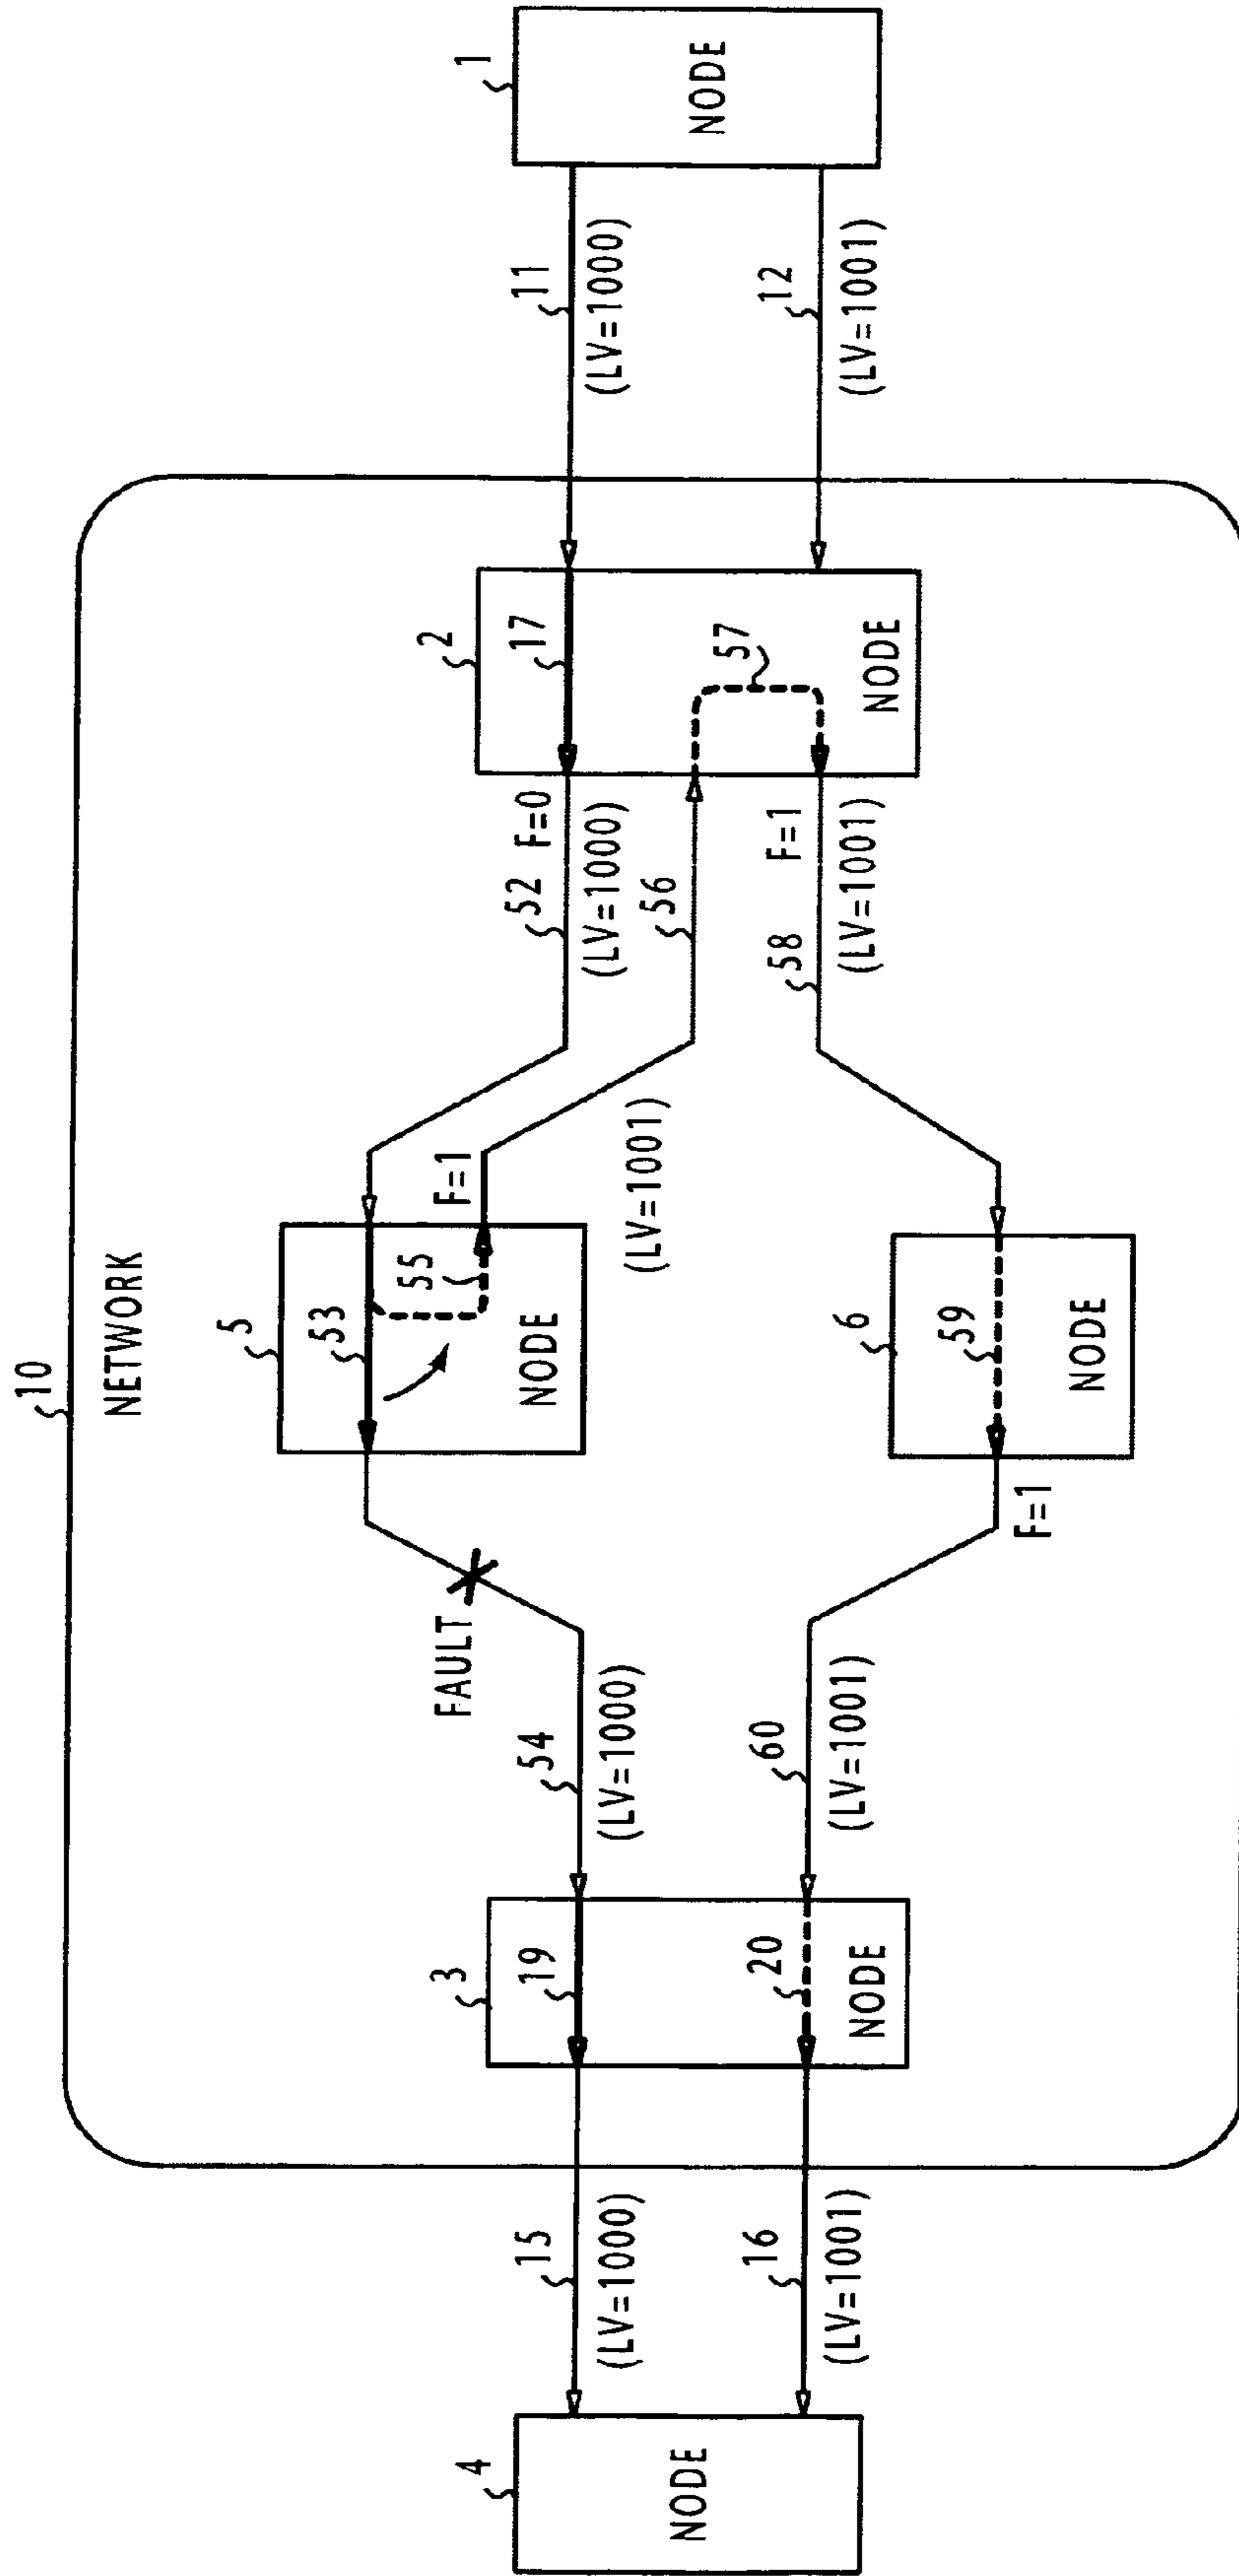 10
NETWORK
1
NODE
11
(LV=1000)
12
(LV=1001)
2
17
57
NODE
F=0
52
(LV=1000)
56
(LV=1001)
F=1
58
(LV=1001)
5
53
55
NODE
F=1
6
59
NODE
F=1
FAULT
54
(LV=1000)
60
(LV=1001)
3
19
20
NODE
15
(LV=1000)
16
(LV=1001)
4
NODE